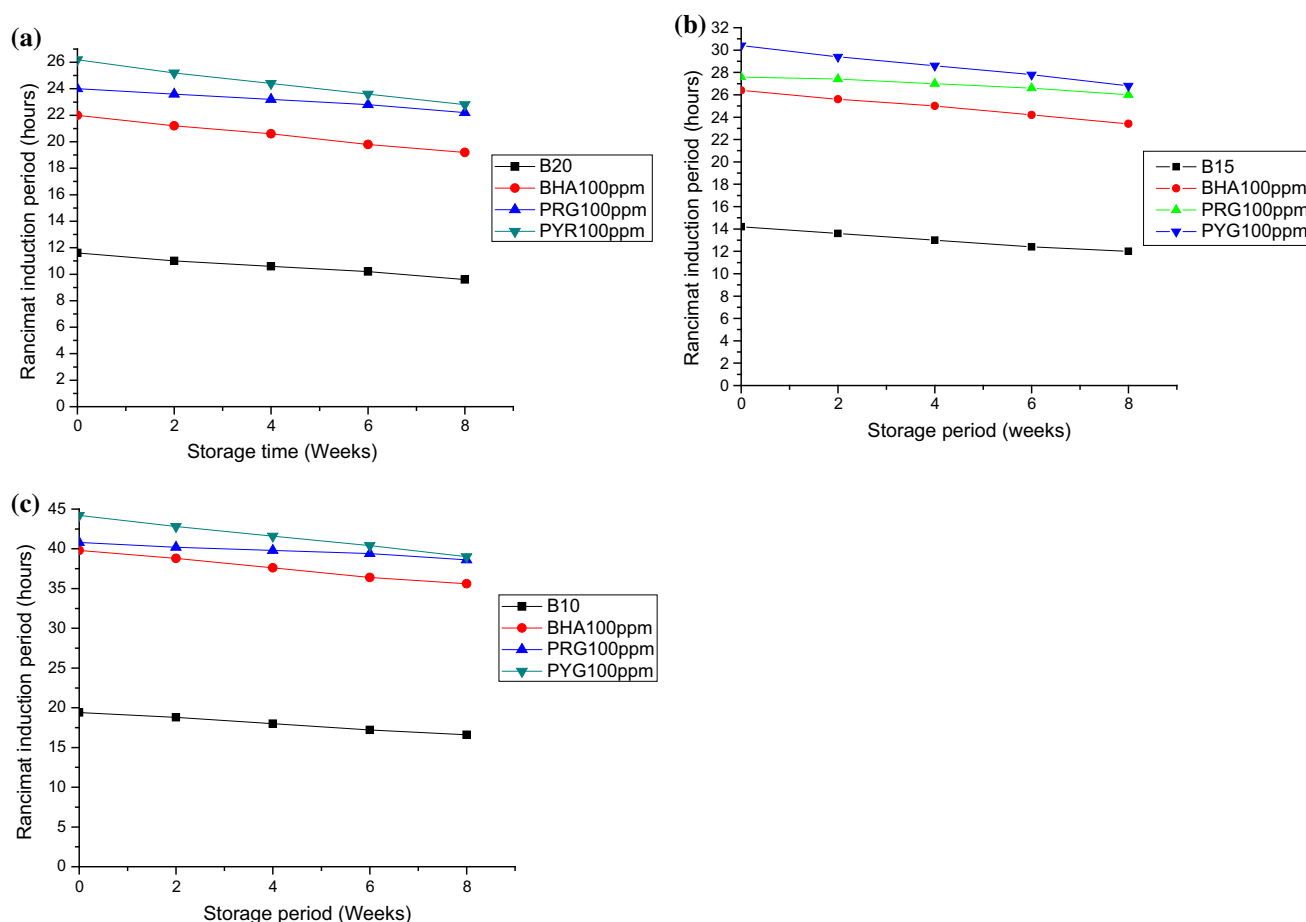 (a)
Rancimat induction period (hours)
26
24
22
20
18
16
14
12
10
8
6
4
2
0
0 2 4 6 8
Storage time (Weeks)
B20
BHA100ppm
PRG100ppm
PYR100ppm
(b)
Rancimat induction period (hours)
32
30
28
26
24
22
20
18
16
14
12
10
8
6
4
2
0
0 2 4 6 8
Storage period (weeks)
B15
BHA100ppm
PRG100ppm
PYG100ppm
(c)
Rancimat induction period (hours)
45
40
35
30
25
20
15
10
5
0
0 2 4 6 8
Storage period (Weeks)
B10
BHA100ppm
PRG100ppm
PYG100ppm